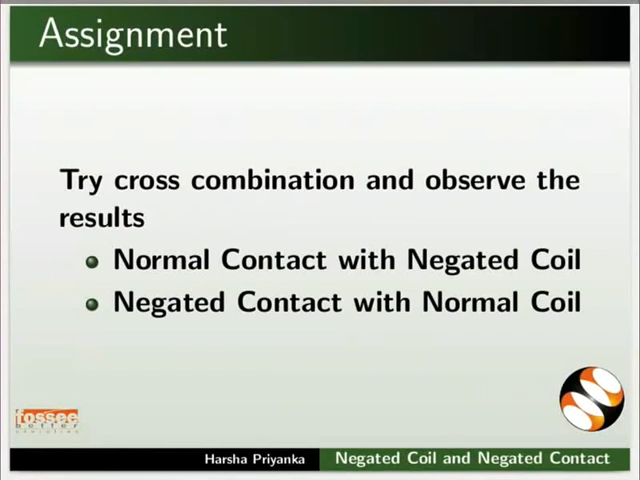 Assignment
Try cross combination and observe the
results
Normal Contact with Negated Coil
Negated Contact with Normal Coil
fossee
better
Harsha Priyanka
Negated Coil and Negated Contact